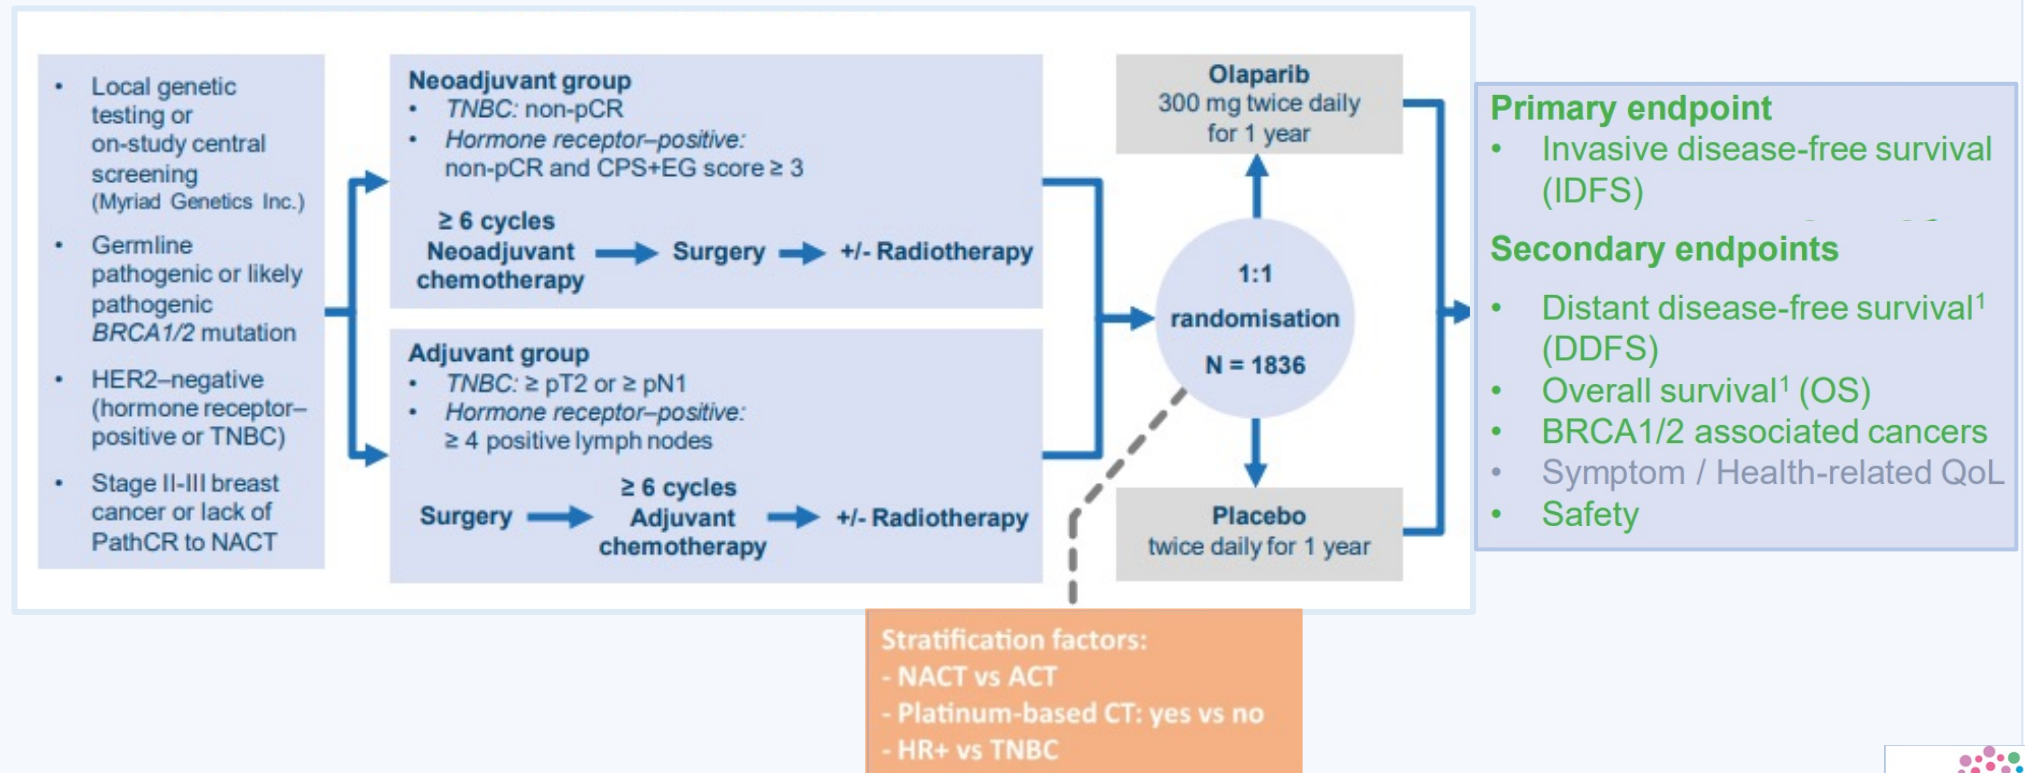 • Local genetic
testing or
on-study central
screening
(Myriad Genetics Inc.)
• Germline
pathogenic or likely
pathogenic
BRCA1/2 mutation
• HER2–negative
(hormone receptor–
positive or TNBC)
• Stage II-III breast
cancer or lack of
PathCR to NACT
Neoadjuvant group
• TNBC: non-pCR
• Hormone receptor–positive:
non-pCR and CPS+EG score ≥ 3
≥ 6 cycles
Neoadjuvant
chemotherapy
Surgery
+/- Radiotherapy
Adjuvant group
• TNBC: ≥ pT2 or ≥ pN1
• Hormone receptor–positive:
≥ 4 positive lymph nodes
Surgery
≥ 6 cycles
Adjuvant
chemotherapy
+/- Radiotherapy
Olaparib
300 mg twice daily
for 1 year
1:1
randomisation
N = 1836
Placebo
twice daily for 1 year
Stratification factors:
- NACT vs ACT
- Platinum-based CT: yes vs no
- HR+ vs TNBC
Primary endpoint
• Invasive disease-free survival
(IDFS)
Secondary endpoints
• Distant disease-free survival¹
(DDFS)
• Overall survival¹ (OS)
• BRCA1/2 associated cancers
• Symptom / Health-related QoL
• Safety